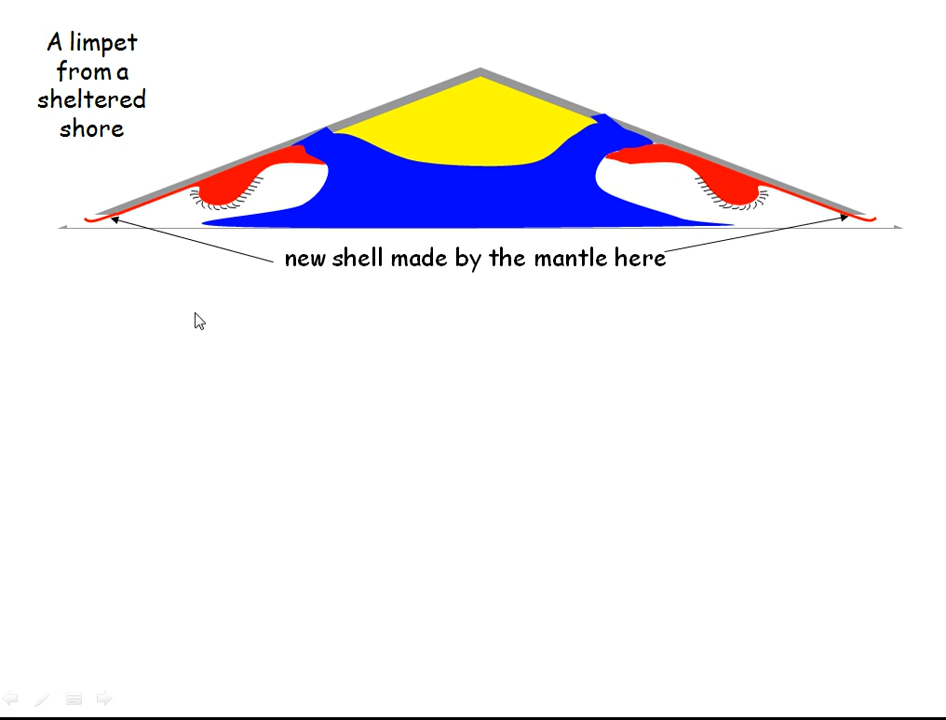 A limpet
from a
sheltered
shore
new shell made by the mantle here